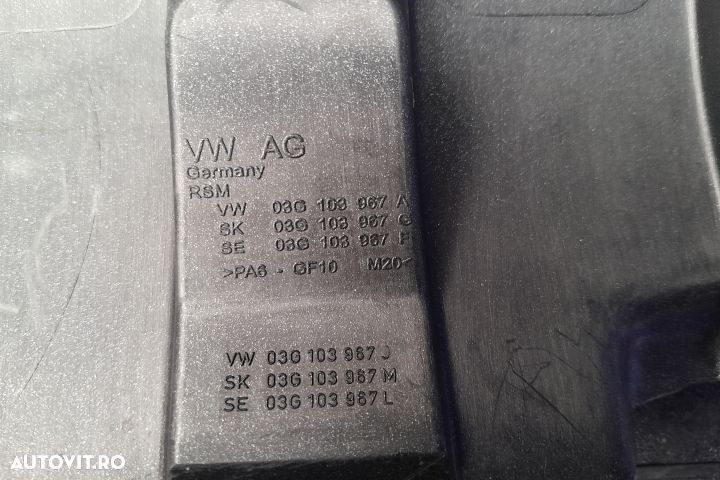 VW AG
Germany
RSM
VW 03G 103 967 A
SK 03G 103 967 G
SE 03G 103 967 F
>PA6 - GF10 M20<
VW 03G 103 967 J
SK 03G 103 967 M
SE 03G 103 967 L
AUTOVIT.RO